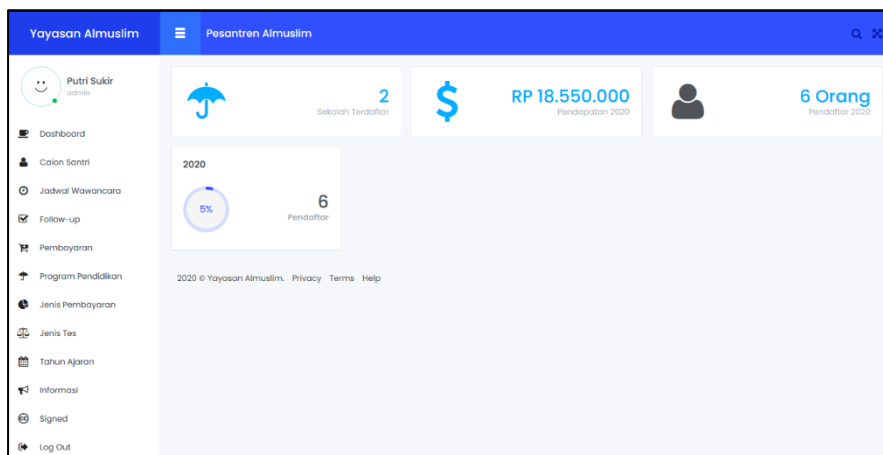 Yayasan Almuslim
Pesantren Almuslim
Putri Sukir
admin
Dashboard
Calon Santri
Jadwal Wawancara
Follow-up
Pembayaran
Program Pendidikan
Jenis Pembayaran
Jenis Tes
Tahun Ajaran
Informasi
Signed
Log Out
2
Sekolah Terdaftar
RP 18.550.000
Pendapatan 2020
6 Orang
Pendaftar 2020
2020
5%
6
Pendaftar
2020 © Yayasan Almuslim. Privacy Terms Help